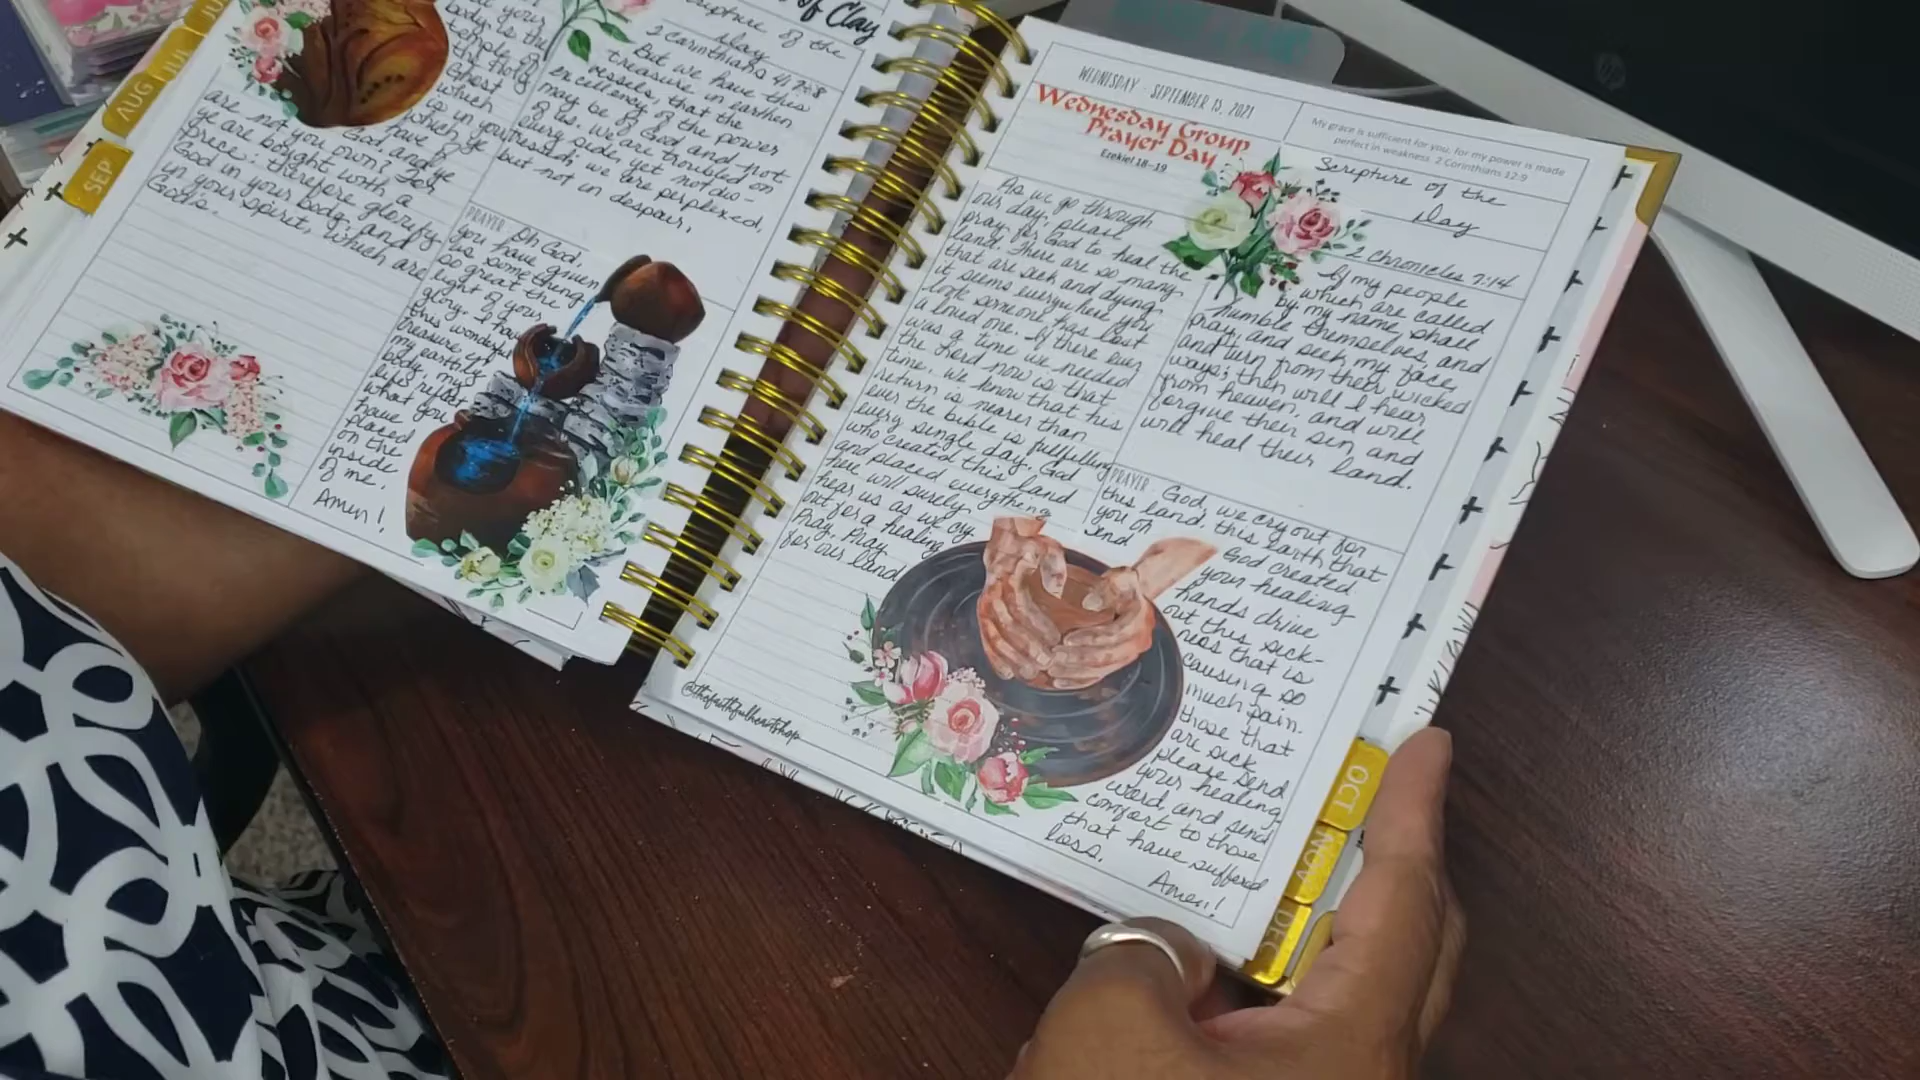 JUL
AUG
SEP
your
body is the
temple of
the Holy
Ghost
which
is in you
which ye
have of
God, and ye
are not your own? For
ye are bought with a
price: therefore glorify
God in your body, and
in your spirit, which are
God's.
of Clay
Scripture of the
Day
2 Corinthians 4:7-8
But we have this
treasure in earthen
vessels, that the
excellency of the power
may be of God and not
of us. We are troubled on
every side, yet not dis-
tressed; we are perplexed,
but not in despair.
PRAYER Oh God,
you have given
us something
so great the
light of your
glory. I have
this wonderful
treasure yet
my earthly
body, my
what you
have
placed
on the
inside
of me.
Amen!
WEDNESDAY - SEPTEMBER 15, 2021
Wednesday Group
Prayer Day
Ezekiel 18-19
As we go through
our day, please
pray for God to heal the
land. There are so many
that are sick and dying,
it seems everywhere you
look someone has lost
a loved one. If there ever
was a time we needed
the Lord now is that
time. We know that his
return is nearer than
ever the bible is fulfilling
every single day. God
who created this land
and placed everything
here will surely
hear us as we cry
out for a healing
Pray, Pray
for our land
@thefaithfulheartshop
My grace is sufficient for you, for my power is made
perfect in weakness. 2 Corinthians 12:9
Scripture of the
Day
2 Chronicles 7:14
If my people
which are called
by my name, shall
humble themselves, and
pray, and seek my face,
and turn from their wicked
ways; then will I hear
from heaven, and will
forgive their sin, and
will heal their land.
PRAYER God, we cry out for
this land, this earth that
you oh God created
send your healing
hands drive
out this sick-
ness that is
causing so
much pain.
Those that
are sick
please send
your healing
word, and send
comfort to those
that have suffered
loss.
Amen!
OCT
NOV
DEC
hp